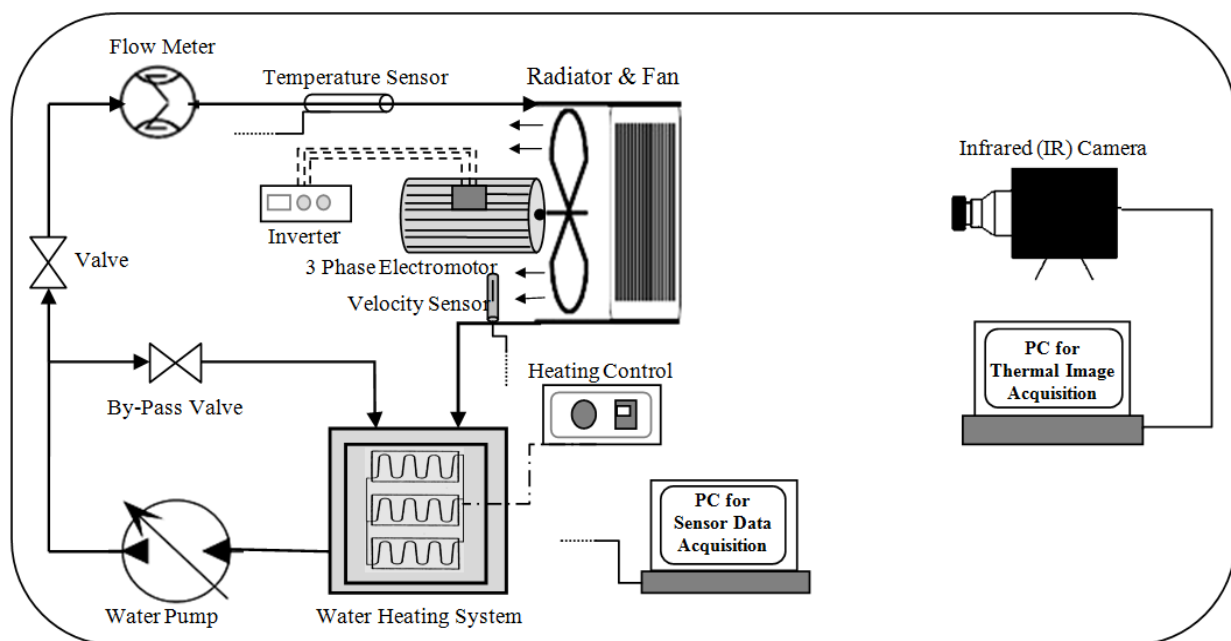 Flow Meter
Temperature Sensor
Radiator & Fan
Infrared (IR) Camera
Inverter
Valve
3 Phase Electromotor
Velocity Sensor
PC for
Thermal Image
Acquisition
Heating Control
By-Pass Valve
PC for
Sensor Data
Acquisition
Water Pump
Water Heating System